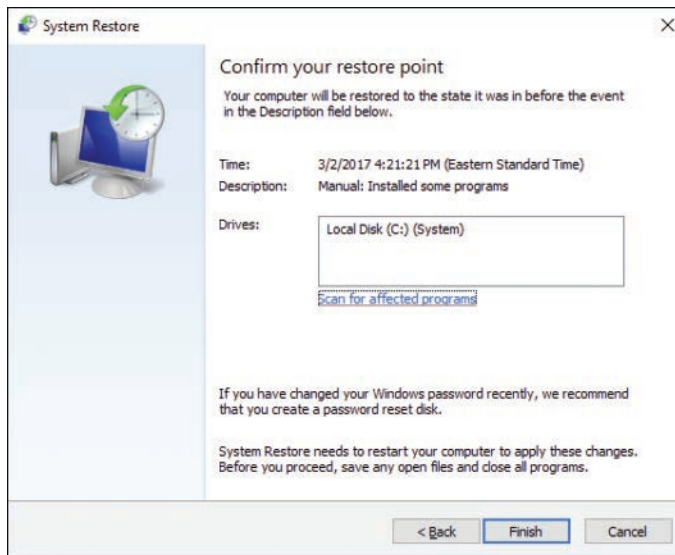 System Restore
Confirm your restore point
Your computer will be restored to the state it was in before the event
in the Description field below.
Time: 3/2/2017 4:21:21 PM (Eastern Standard Time)
Description: Manual: Installed some programs
Drives: Local Disk (C:) (System)
Scan for affected programs
If you have changed your Windows password recently, we recommend
that you create a password reset disk.
System Restore needs to restart your computer to apply these changes.
Before you proceed, save any open files and close all programs.
< Back Finish Cancel